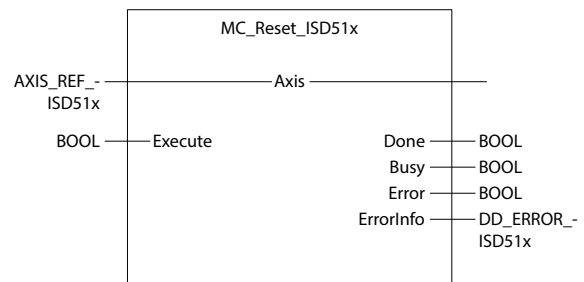 MC_Reset_ISD51x
AXIS_REF_-
ISD51x
Axis
BOOL
Execute
Done
BOOL
Busy
BOOL
Error
BOOL
ErrorInfo
DD_ERROR_-
ISD51x